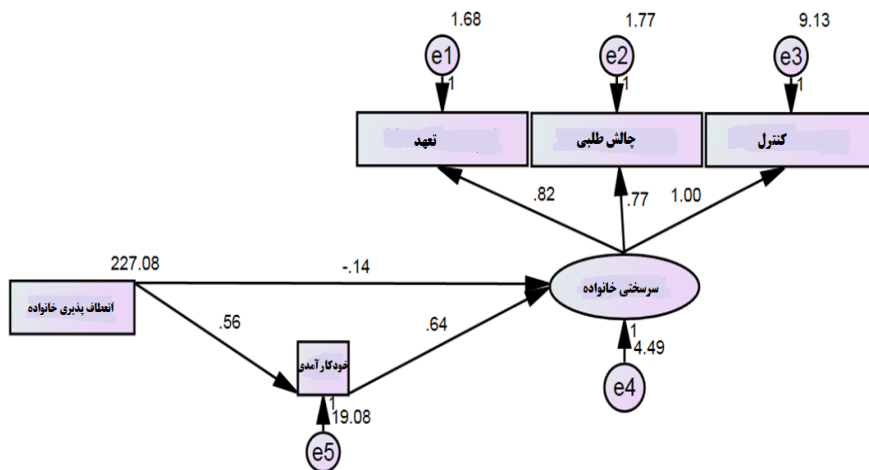 1.68
1.77
9.13
e1
e2
e3
1
1
1
تعهد
چالش طلبی
کنترل
.82
.77
1.00
227.08
-.14
انعطاف پذیری خانواده
سرسختی خانواده
.56
.64
1
4.49
خودکارآمدی
e4
1
19.08
e5